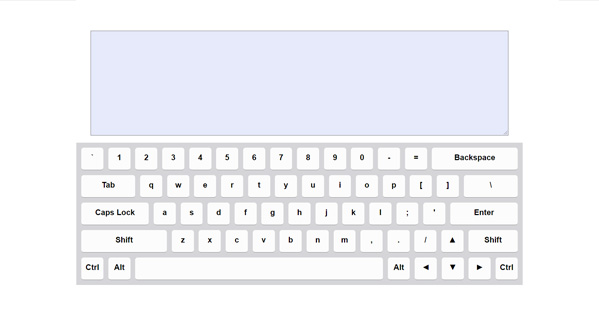 ` 1 2 3 4 5 6 7 8 9 0 - = Backspace
Tab q w e r t y u i o p [ ] \
Caps Lock a s d f g h j k l ; ' Enter
Shift z x c v b n m , . / ▲ Shift
Ctrl Alt Alt ◄ ▼ ► Ctrl